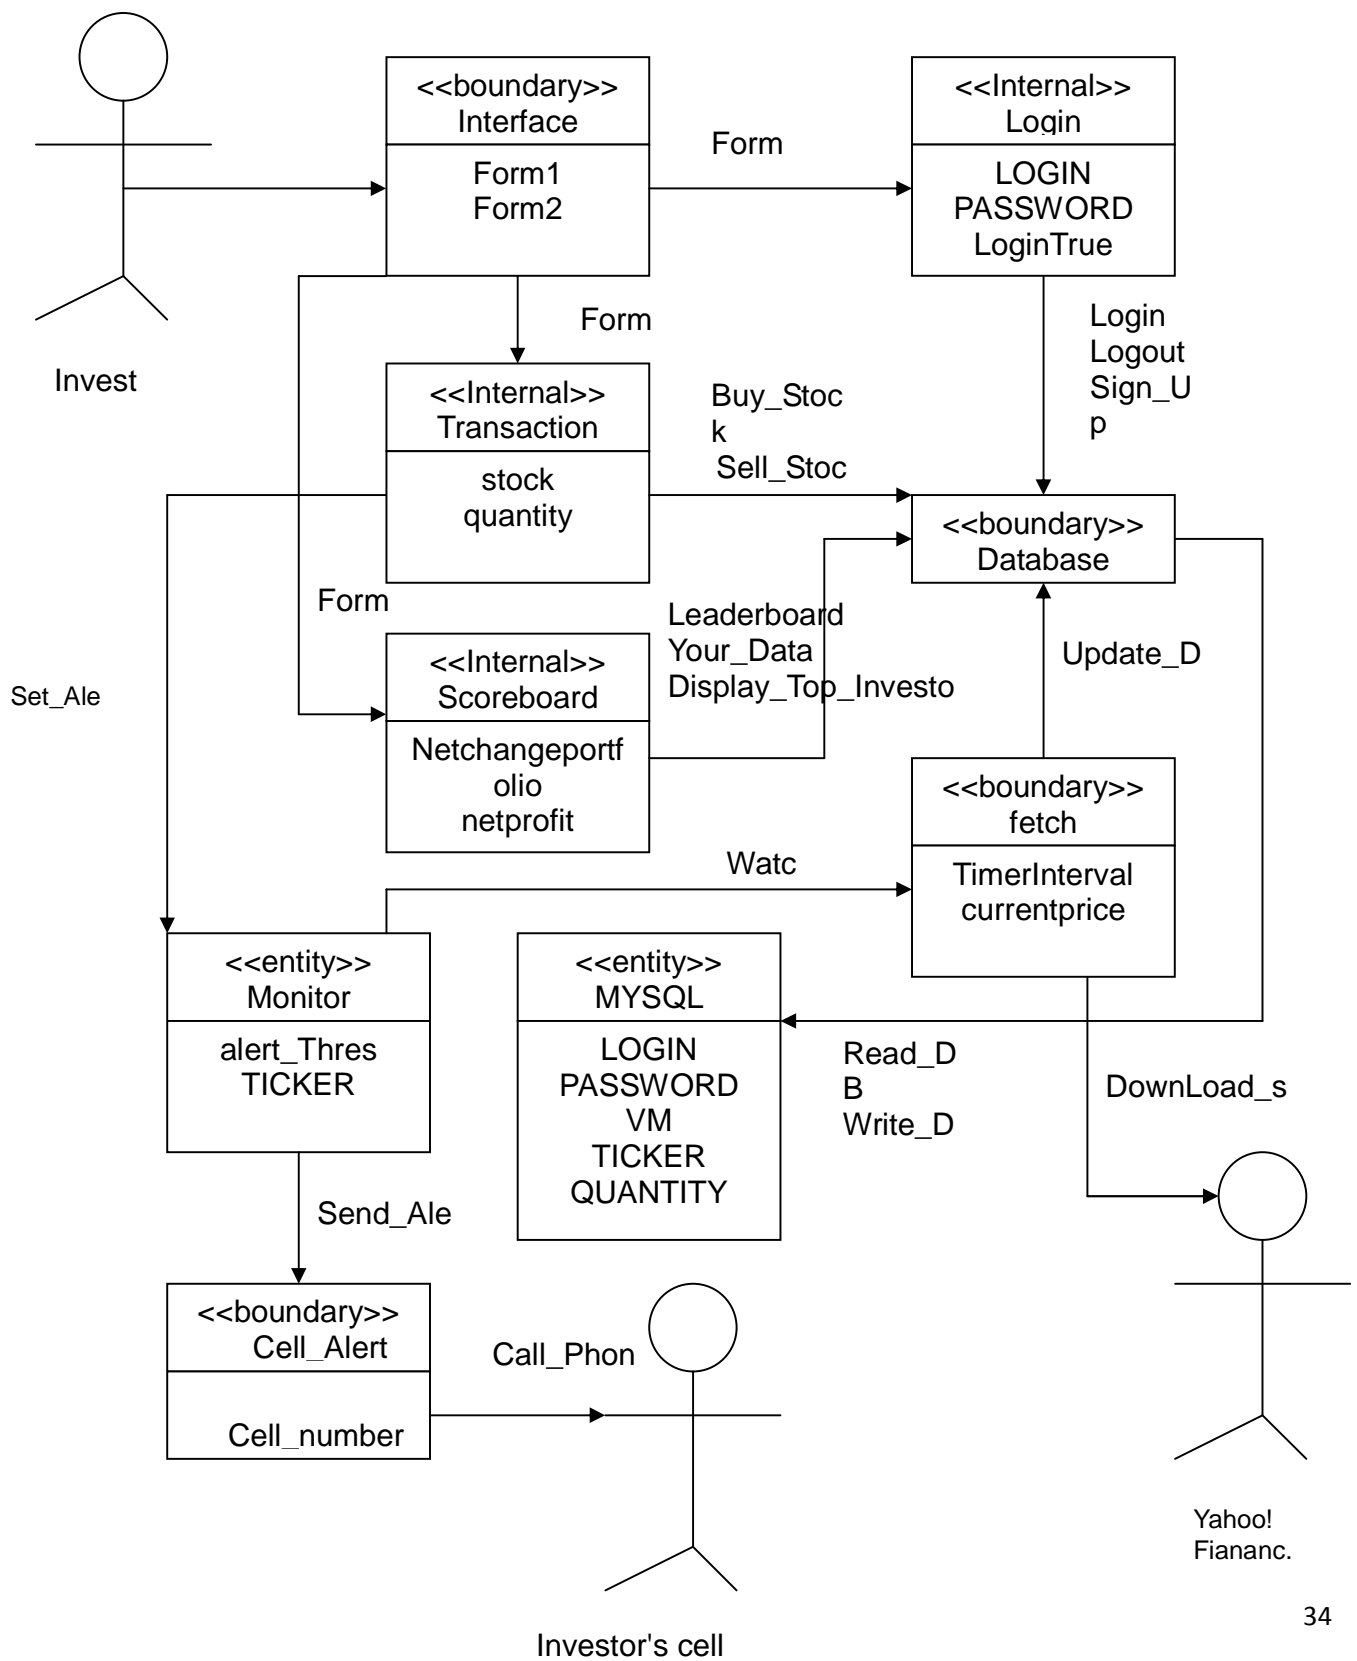 <<boundary>>
Interface
Form1
Form2
Form
<<Internal>>
Login
LOGIN
PASSWORD
LoginTrue
Invest
Form
Login
Logout
Sign_U
p
<<Internal>>
Transaction
stock
quantity
Buy_Stoc
k
Sell_Stoc
<<boundary>>
Database
Form
Leaderboard
Your_Data
Display_Top_Investo
Update_D
Set_Ale
<<Internal>>
Scoreboard
Netchangeportf
olio
netprofit
<<boundary>>
fetch
TimerInterval
currentprice
Watc
<<entity>>
Monitor
alert_Thres
TICKER
<<entity>>
MYSQL
LOGIN
PASSWORD
VM
TICKER
QUANTITY
Read_D
B
Write_D
DownLoad_s
Send_Ale
<<boundary>>
Cell_Alert
Cell_number
Call_Phon
Yahoo!
Fiananc.
Investor's cell
34